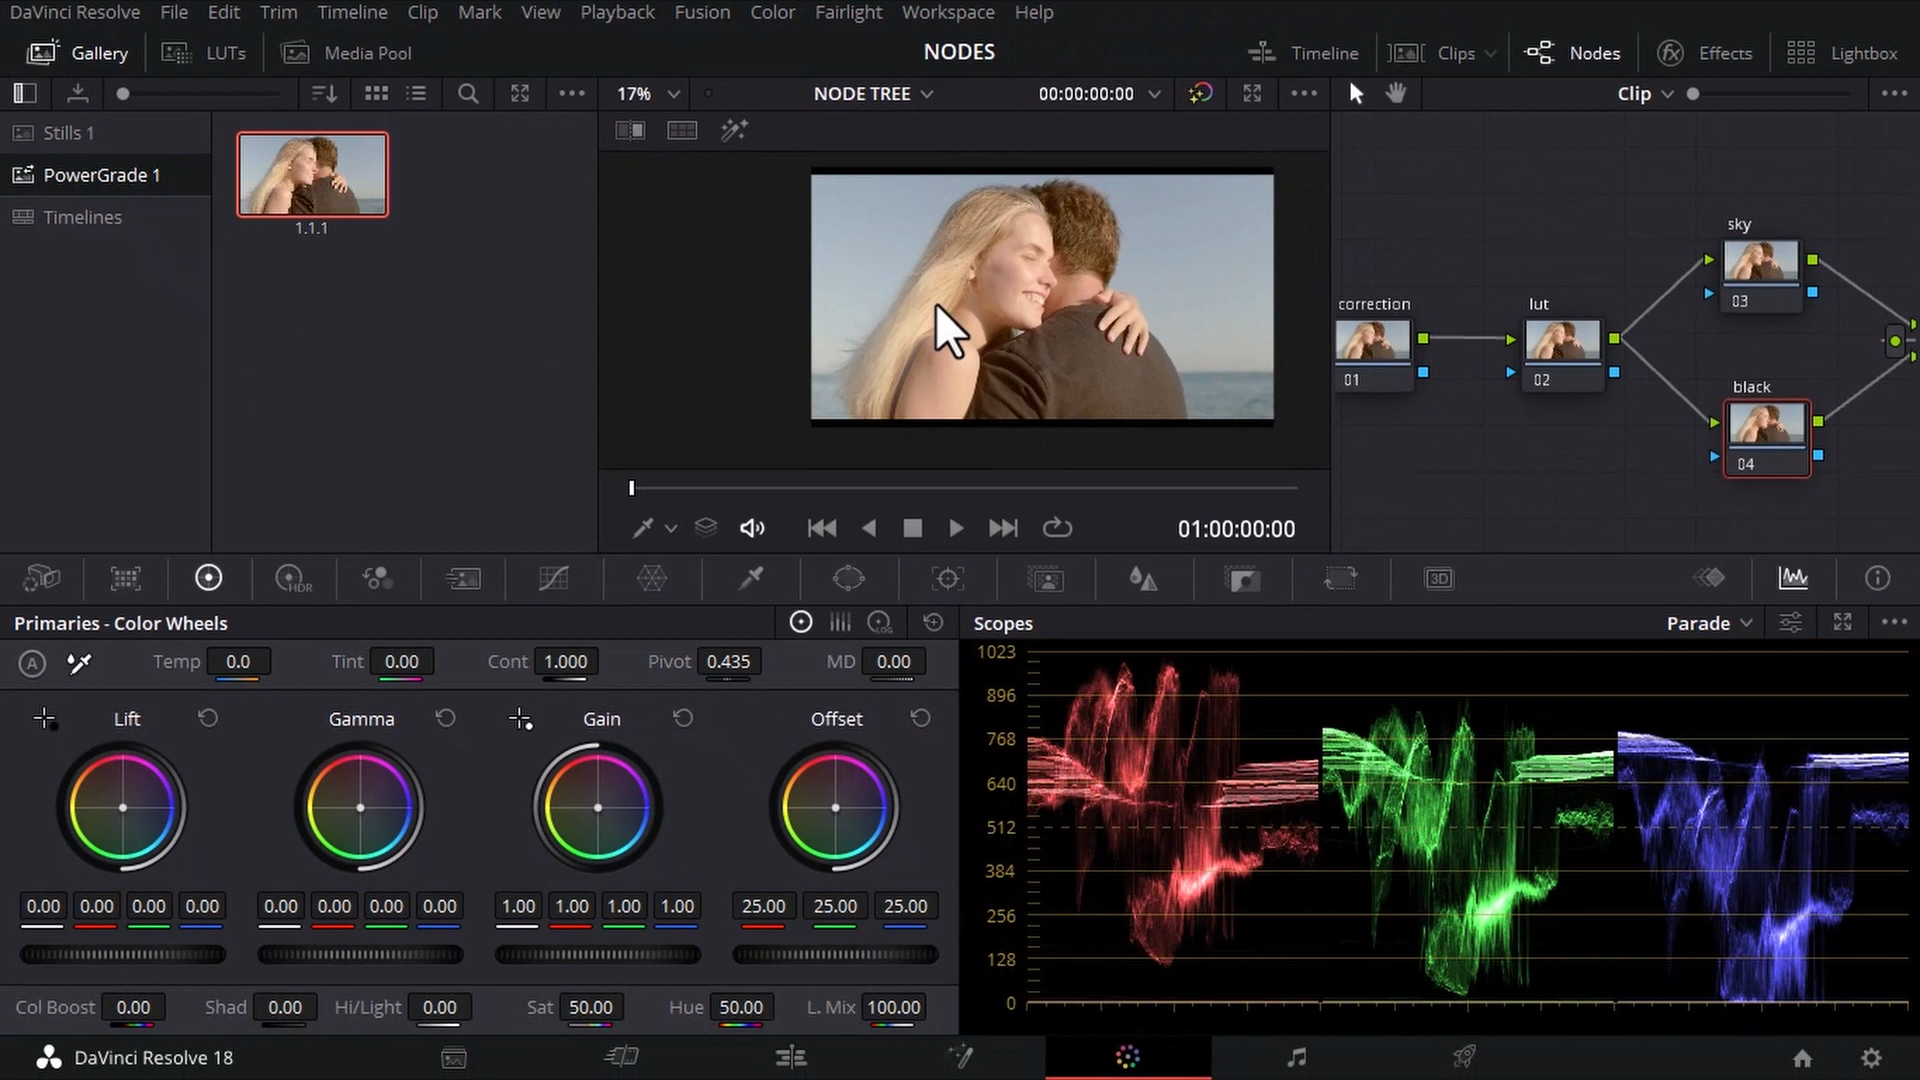 DaVinci Resolve File Edit Trim Timeline Clip Mark View Playback Fusion Color Fairlight Workspace Help
Gallery LUTs Media Pool NODES Timeline Clips Nodes Effects Lightbox
17% NODE TREE 00:00:00:00 Clip
Stills 1
PowerGrade 1
Timelines
1.1.1
correction
01
lut
02
sky
03
black
04
01:00:00:00
HDR
3D
Primaries - Color Wheels
LOG
Scopes
Parade
A Temp 0.0 Tint 0.00 Cont 1.000 Pivot 0.435 MD 0.00
Lift Gamma Gain Offset
0.00 0.00 0.00 0.00 0.00 0.00 0.00 0.00 1.00 1.00 1.00 1.00 25.00 25.00 25.00
Col Boost 0.00 Shad 0.00 Hi/Light 0.00 Sat 50.00 Hue 50.00 L. Mix 100.00
1023
896
768
640
512
384
256
128
0
DaVinci Resolve 18